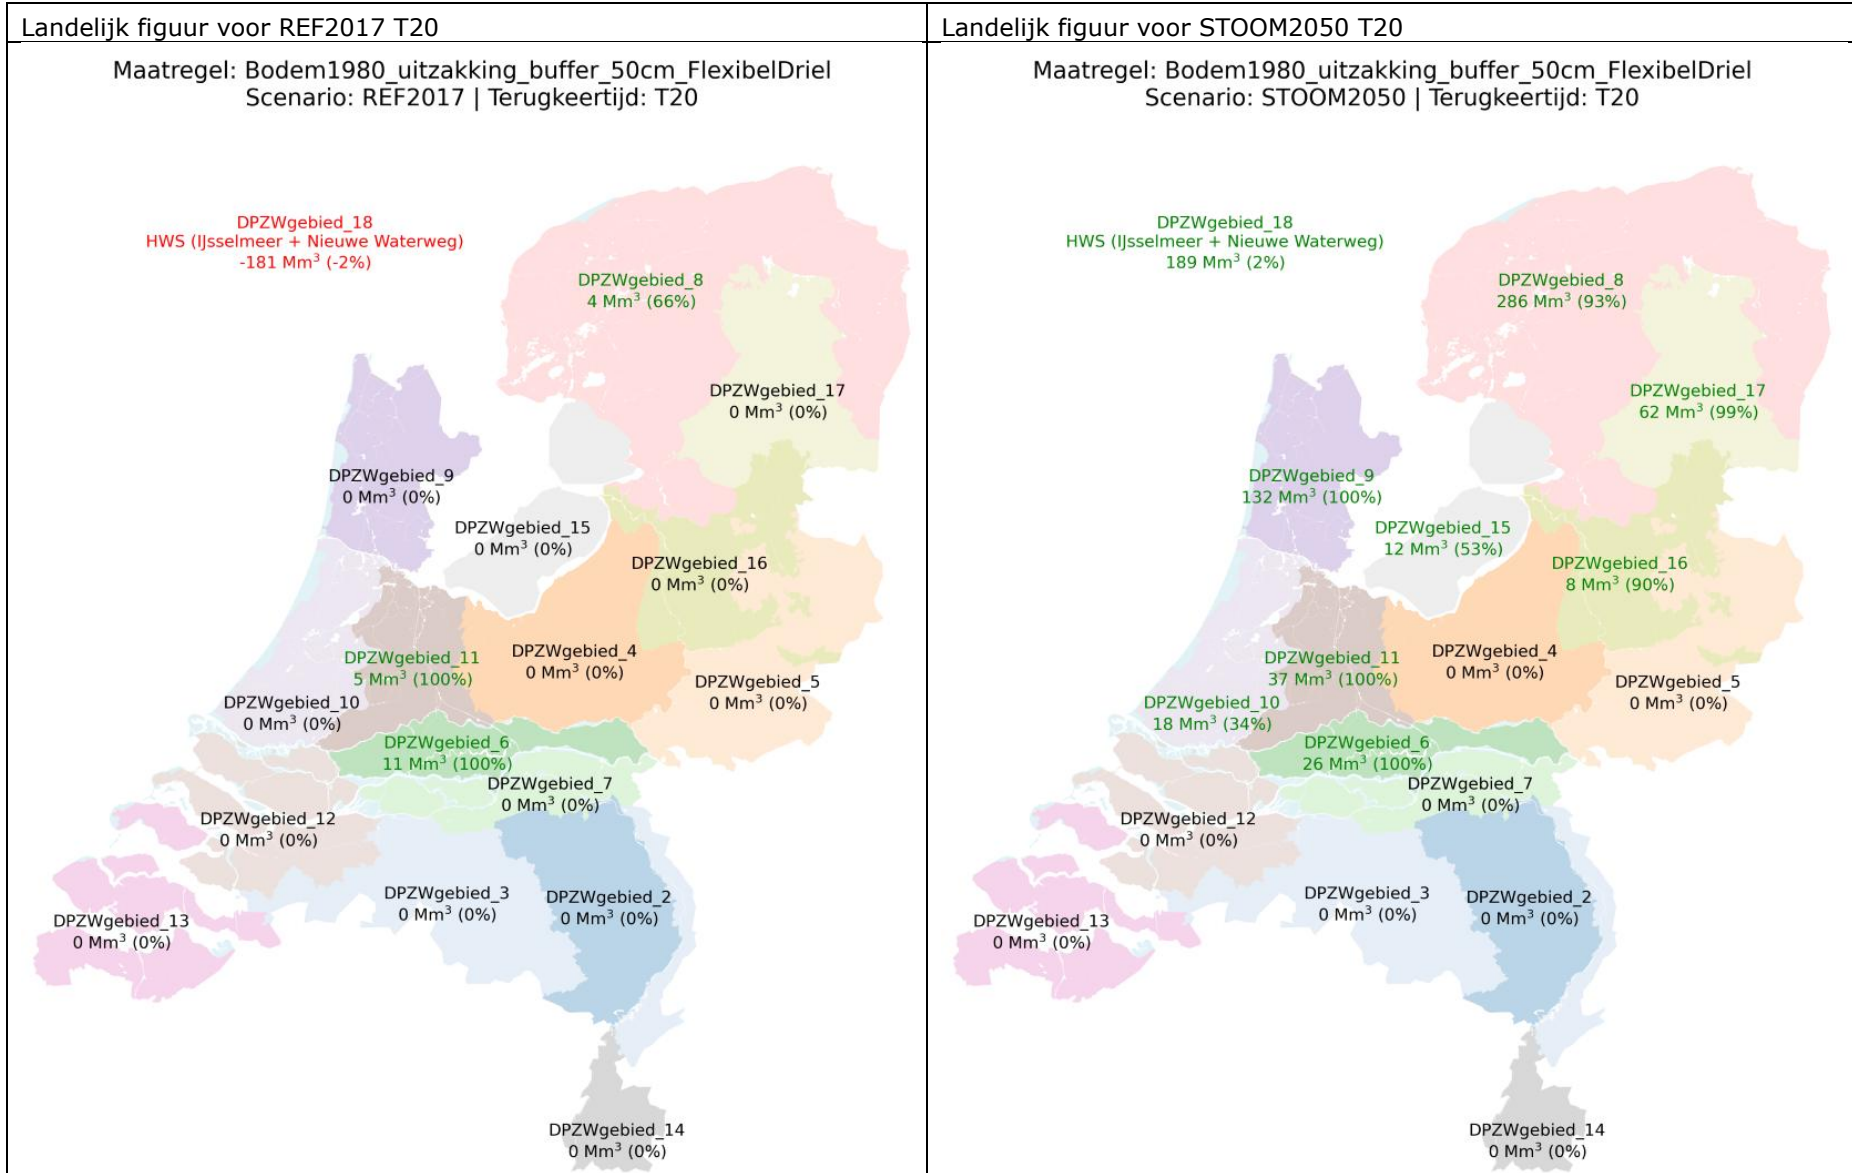 Landelijk figuur voor REF2017 T20
Maatregel: Bodem1980_uitzakking_buffer_50cm_FlexibelDriel
Scenario: REF2017 | Terugkeertijd: T20
DPZWgebied_18
HWS (IJsselmeer + Nieuwe Waterweg)
-181 Mm³ (-2%)
DPZWgebied_8
4 Mm³ (66%)
DPZWgebied_17
0 Mm³ (0%)
DPZWgebied_9
0 Mm³ (0%)
DPZWgebied_15
0 Mm³ (0%)
DPZWgebied_16
0 Mm³ (0%)
DPZWgebied_4
0 Mm³ (0%)
DPZWgebied_11
5 Mm³ (100%)
DPZWgebied_5
0 Mm³ (0%)
DPZWgebied_10
0 Mm³ (0%)
DPZWgebied_6
11 Mm³ (100%)
DPZWgebied_7
0 Mm³ (0%)
DPZWgebied_12
0 Mm³ (0%)
DPZWgebied_3
0 Mm³ (0%)
DPZWgebied_2
0 Mm³ (0%)
DPZWgebied_13
0 Mm³ (0%)
DPZWgebied_14
0 Mm³ (0%)
Landelijk figuur voor STOOM2050 T20
Maatregel: Bodem1980_uitzakking_buffer_50cm_FlexibelDriel
Scenario: STOOM2050 | Terugkeertijd: T20
DPZWgebied_18
HWS (IJsselmeer + Nieuwe Waterweg)
189 Mm³ (2%)
DPZWgebied_8
286 Mm³ (93%)
DPZWgebied_17
62 Mm³ (99%)
DPZWgebied_9
132 Mm³ (100%)
DPZWgebied_15
12 Mm³ (53%)
DPZWgebied_16
8 Mm³ (90%)
DPZWgebied_4
0 Mm³ (0%)
DPZWgebied_11
37 Mm³ (100%)
DPZWgebied_5
0 Mm³ (0%)
DPZWgebied_10
18 Mm³ (34%)
DPZWgebied_6
26 Mm³ (100%)
DPZWgebied_7
0 Mm³ (0%)
DPZWgebied_12
0 Mm³ (0%)
DPZWgebied_3
0 Mm³ (0%)
DPZWgebied_2
0 Mm³ (0%)
DPZWgebied_13
0 Mm³ (0%)
DPZWgebied_14
0 Mm³ (0%)